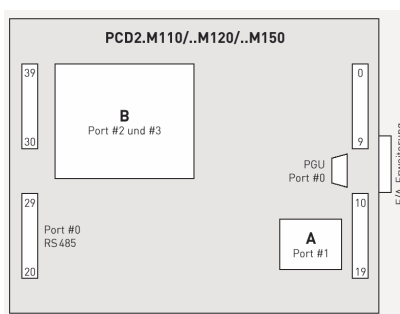 PCD2.M110/..M120/..M150
39
30
B
Port #2 und #3
0
9
PGU
Port #0
E/A-Erweiterung
29
20
Port #0
RS 485
A
Port #1
10
19